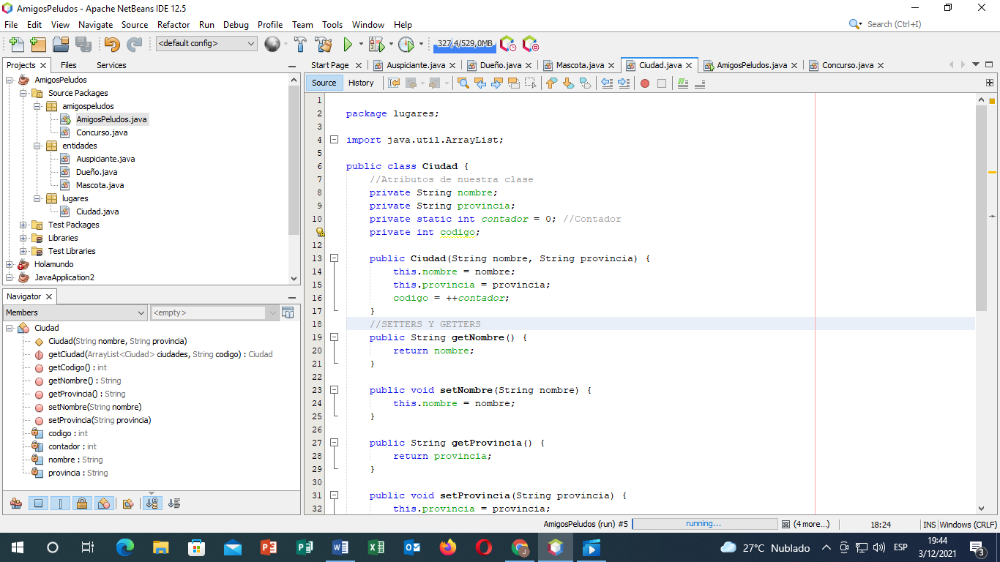 AmigosPeludos - Apache NetBeans IDE 12.5
File Edit View Navigate Source Refactor Run Debug Profile Team Tools Window Help
Search (Ctrl+I)
<default config>
327,4/529,0MB
Projects Files Services
AmigosPeludos
Source Packages
amigospeludos
AmigosPeludos.java
Concurso.java
entidades
Auspiciante.java
Dueño.java
Mascota.java
lugares
Ciudad.java
Test Packages
Libraries
Test Libraries
Holamundo
JavaApplication2
Navigator
Members
<empty>
Ciudad
Ciudad(String nombre, String provincia)
getCiudad(ArrayList<Ciudad> ciudades, String codigo) : Ciudad
getCodigo() : int
getNombre() : String
getProvincia() : String
setNombre(String nombre)
setProvincia(String provincia)
codigo : int
contador : int
nombre : String
provincia : String
Start Page Auspiciante.java Dueño.java Mascota.java Ciudad.java AmigosPeludos.java Concurso.java
Source History
1
2 package lugares;
3
4 import java.util.ArrayList;
5
6 public class Ciudad {
7 //Atributos de nuestra clase
8 private String nombre;
9 private String provincia;
10 private static int contador = 0; //Contador
private int codigo;
12
13 public Ciudad(String nombre, String provincia) {
14 this.nombre = nombre;
15 this.provincia = provincia;
16 codigo = ++contador;
17 }
18 //SETTERS Y GETTERS
19 public String getNombre() {
20 return nombre;
21 }
22
23 public void setNombre(String nombre) {
24 this.nombre = nombre;
25 }
26
27 public String getProvincia() {
28 return provincia;
29 }
30
31 public void setProvincia(String provincia) {
32 this.provincia = provincia;
AmigosPeludos (run) #5 running... (4 more...) 18:24 INS Windows (CRLF)
27°C Nublado ESP
19:44
3/12/2021
3